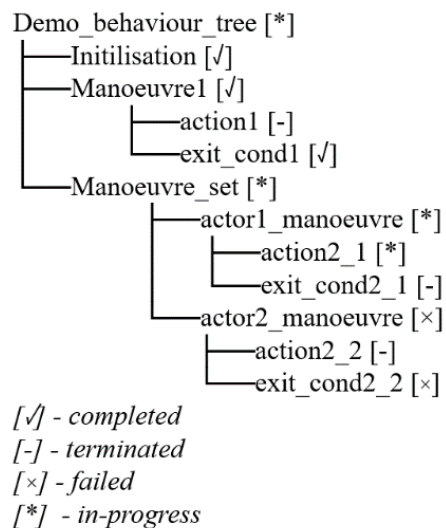 Demo_behaviour_tree [*]
Initilisation [√]
Manoeuvre1 [√]
action1 [-]
exit_cond1 [√]
Manoeuvre_set [*]
actor1_manoeuvre [*]
action2_1 [*]
exit_cond2_1 [-]
actor2_manoeuvre [×]
action2_2 [-]
exit_cond2_2 [×]
[√] - completed
[-] - terminated
[×] - failed
[*] - in-progress